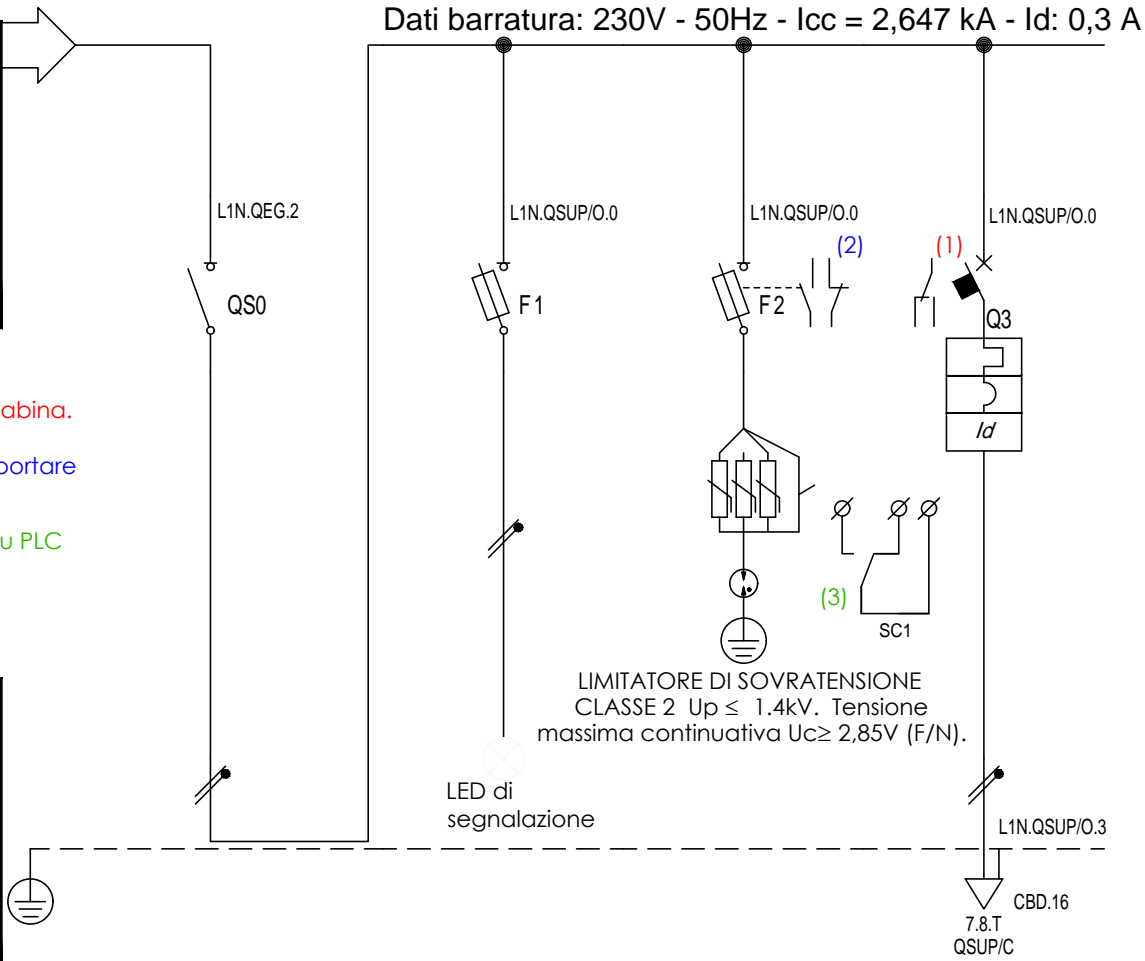 Dati barratura: 230V - 50Hz - Icc = 2,647 kA - Id: 0,3 A
L1N.QEG.2
L1N.QSUP/O.0
L1N.QSUP/O.0
L1N.QSUP/O.0
(2)
(1)
QS0
F1
F2
Q3
abina.
Id
portare
u PLC
(3)
SC1
LIMITATORE DI SOVRATENSIONE
CLASSE 2 Up ≤ 1.4kV. Tensione
massima continuativa Uc≥ 2,85V (F/N).
LED di
segnalazione
L1N.QSUP/O.3
CBD.16
7.8.T
QSUP/C